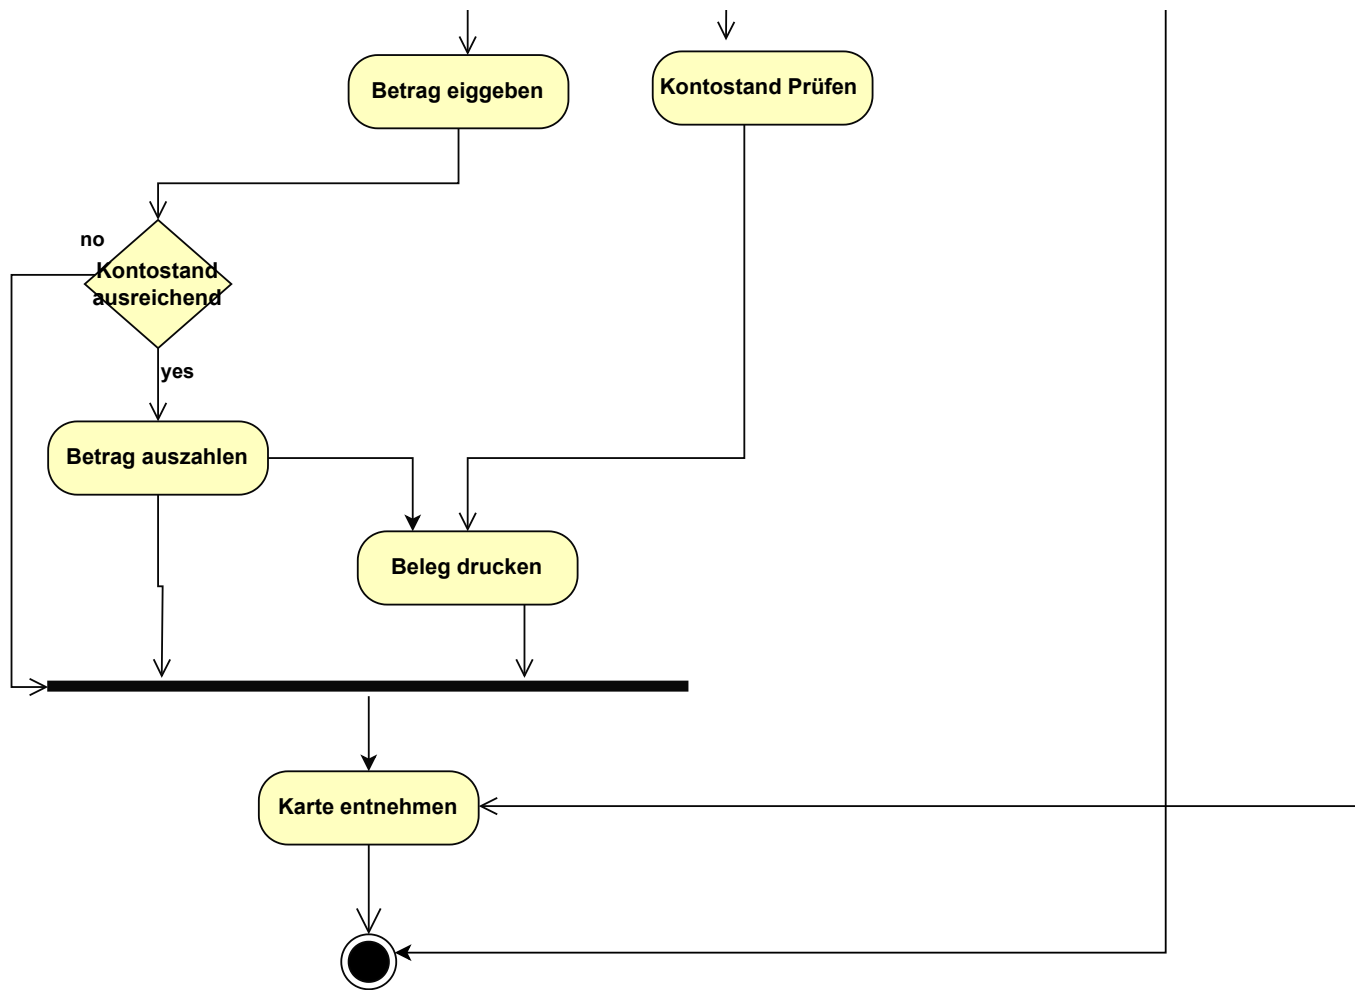 Betrag eiggeben
Kontostand Prüfen
no
Kontostand
ausreichend
yes
Betrag auszahlen
Beleg drucken
Karte entnehmen